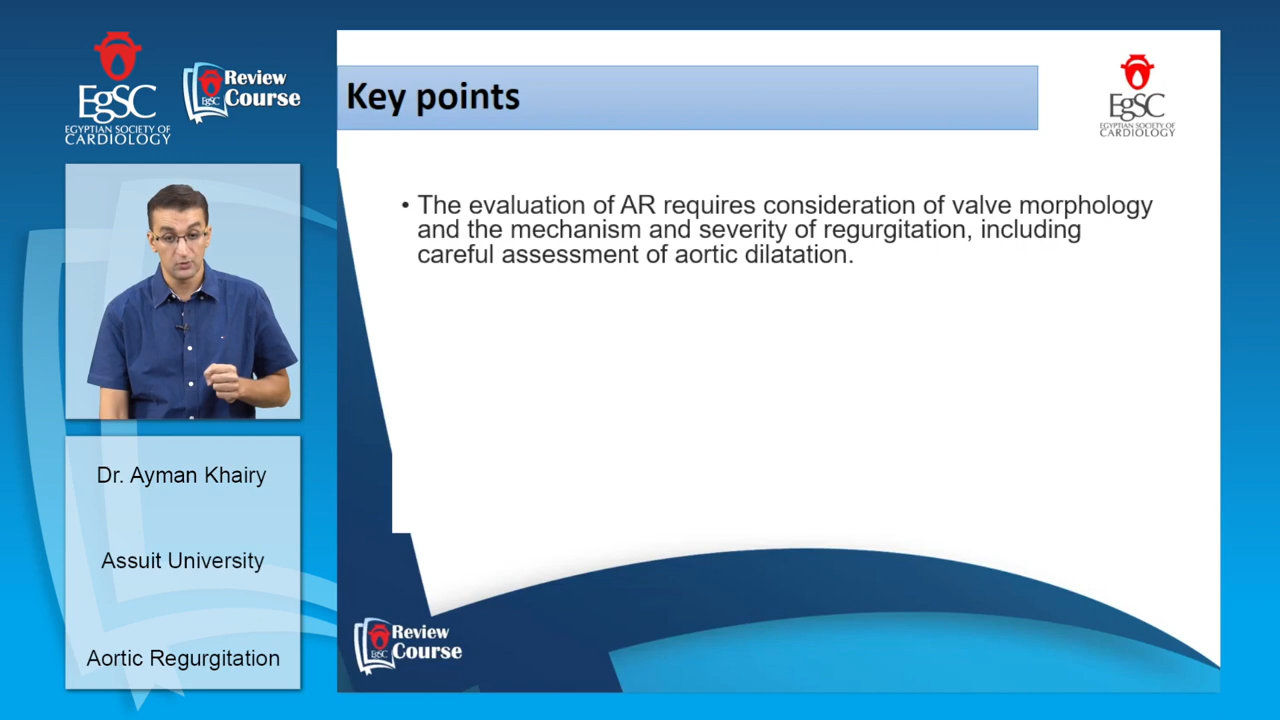 EgSC
EGYPTIAN SOCIETY OF
CARDIOLOGY
EgSC
Review
Course
Key points
EgSC
EGYPTIAN SOCIETY OF
CARDIOLOGY
• The evaluation of AR requires consideration of valve morphology
and the mechanism and severity of regurgitation, including
careful assessment of aortic dilatation.
Dr. Ayman Khairy
Assuit University
Aortic Regurgitation
EgSC
Review
Course